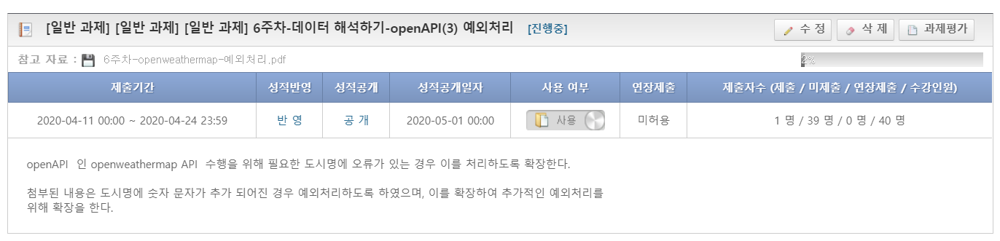 [일반 과제] [일반 과제] [일반 과제] 6주차-데이터 해석하기-openAPI(3) 예외처리 [진행중] 수 정 삭 제 과제평가
참고 자료 : 6주차-openweathermap-예외처리.pdf 2%
제출기간 성적반영 성적공개 성적공개일자 사용 여부 연장제출 제출자수 (제출 / 미제출 / 연장제출 / 수강인원)
2020-04-11 00:00 ~ 2020-04-24 23:59 반 영 공 개 2020-05-01 00:00 사용 미허용 1 명 / 39 명 / 0 명 / 40 명
openAPI 인 openweathermap API 수행을 위해 필요한 도시명에 오류가 있는 경우 이를 처리하도록 확장한다.
첨부된 내용은 도시명에 숫자 문자가 추가 되어진 경우 예외처리하도록 하였으며, 이를 확장하여 추가적인 예외처리를
위해 확장을 한다.